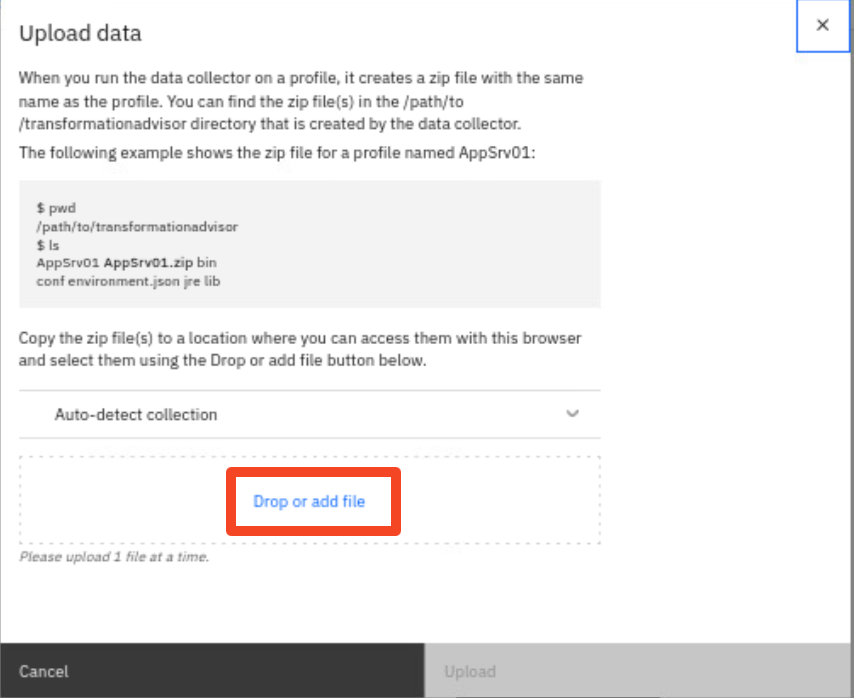 Upload data
When you run the data collector on a profile, it creates a zip file with the same
name as the profile. You can find the zip file(s) in the /path/to
/transformationadvisor directory that is created by the data collector.
The following example shows the zip file for a profile named AppSrv01:
$ pwd
/path/to/transformationadvisor
$ ls
AppSrv01 AppSrv01.zip bin
conf environment.json jre lib
Copy the zip file(s) to a location where you can access them with this browser
and select them using the Drop or add file button below.
Auto-detect collection
Drop or add file
Please upload 1 file at a time.
Cancel
Upload